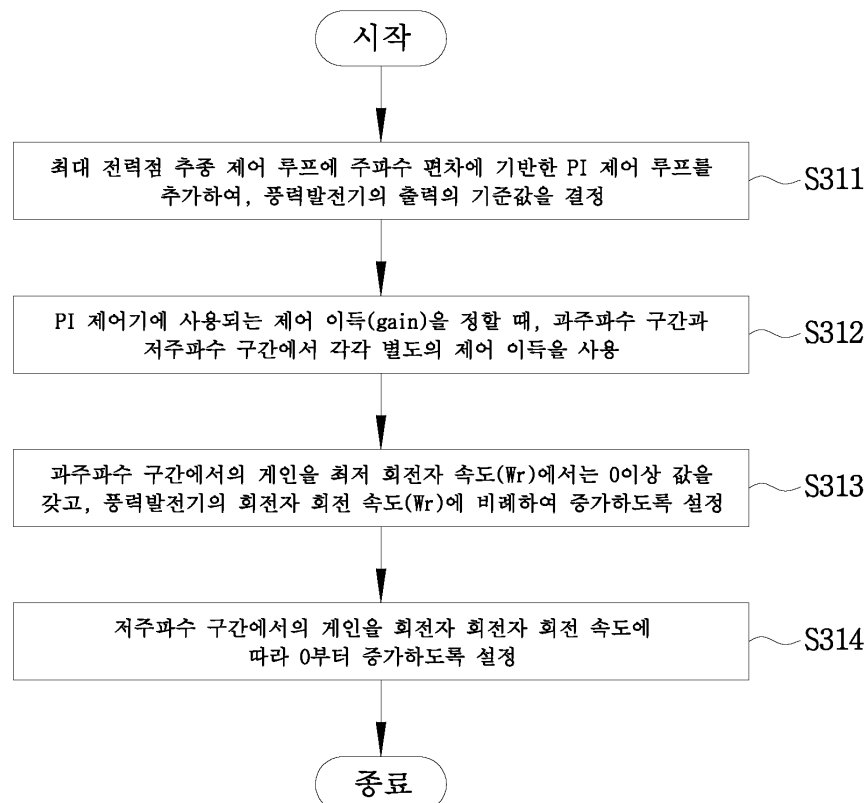 시작
최대 전력점 추종 제어 루프에 주파수 편차에 기반한 PI 제어 루프를
추가하여, 풍력발전기의 출력의 기준값을 결정
S311
PI 제어기에 사용되는 제어 이득(gain)을 정할 때, 과주파수 구간과
저주파수 구간에서 각각 별도의 제어 이득을 사용
S312
과주파수 구간에서의 게인을 최저 회전자 속도(Wr)에서는 0이상 값을
갖고, 풍력발전기의 회전자 회전 속도(Wr)에 비례하여 증가하도록 설정
S313
저주파수 구간에서의 게인을 회전자 회전자 회전 속도에
따라 0부터 증가하도록 설정
S314
종료